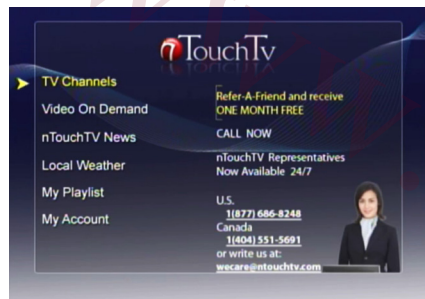 nTouchTv
TV Channels
Video On Demand
nTouchTV News
Local Weather
My Playlist
My Account
Refer-A-Friend and receive
ONE MONTH FREE
CALL NOW
nTouchTV Representatives
Now Available 24/7
U.S.
1(877) 686-8248
Canada
1(404) 551-5691
or write us at:
wecare@ntouchtv.com